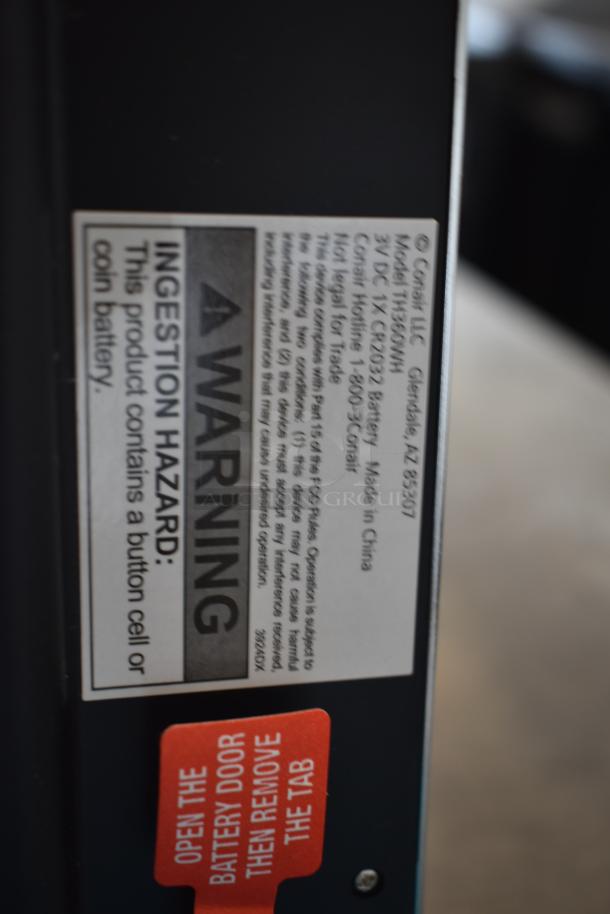 © Conair LLC Glendale, AZ 85307
Model TH360WH
3V DC 1X CR2032 Battery Made in China
Conair Hotline 1-800-3Conair
Not legal for Trade
This device complies with Part 15 of the FCC Rules. Operation is subject to
the following two conditions: (1) this device may not cause harmful
interference, and (2) this device must accept any interference received,
including interference that may cause undesired operation. 3924DX
WARNING
INGESTION HAZARD:
This product contains a button cell or
coin battery.
OPEN THE
BATTERY DOOR
THEN REMOVE
THE TAB
AUCTION GROUP